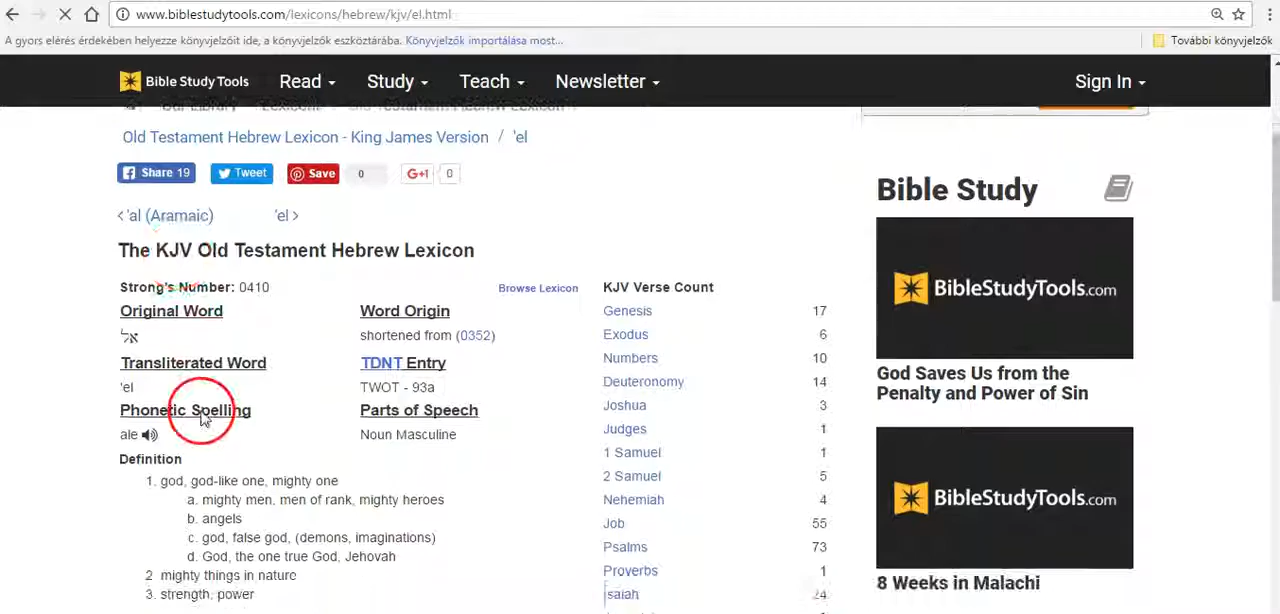 www.biblestudytools.com/lexicons/hebrew/kjv/el.html
A gyors elérés érdekében helyezze könyvjelzőit ide, a könyvjelzők eszköztárába. Könyvjelzők importálása most...
További könyvjelzők
Bible Study Tools
Read
Study
Teach
Newsletter
Sign In
Old Testament Hebrew Lexicon - King James Version / 'el
Share 19
Tweet
Save
0
G+1
0
< 'al (Aramaic)
'el >
The KJV Old Testament Hebrew Lexicon
Strong's Number: 0410
Browse Lexicon
Original Word
Word Origin
אל
shortened from (0352)
Transliterated Word
TDNT Entry
'el
TWOT - 93a
Phonetic Spelling
Parts of Speech
ale
Noun Masculine
Definition
1. god, god-like one, mighty one
a. mighty men, men of rank, mighty heroes
b. angels
c. god, false god, (demons, imaginations)
d. God, the one true God, Jehovah
2 mighty things in nature
3. strength, power
KJV Verse Count
Genesis 17
Exodus 6
Numbers 10
Deuteronomy 14
Joshua 3
Judges 1
1 Samuel 1
2 Samuel 5
Nehemiah 4
Job 55
Psalms 73
Proverbs 1
Isaiah 24
Bible Study
BibleStudyTools.com
God Saves Us from the
Penalty and Power of Sin
BibleStudyTools.com
8 Weeks in Malachi